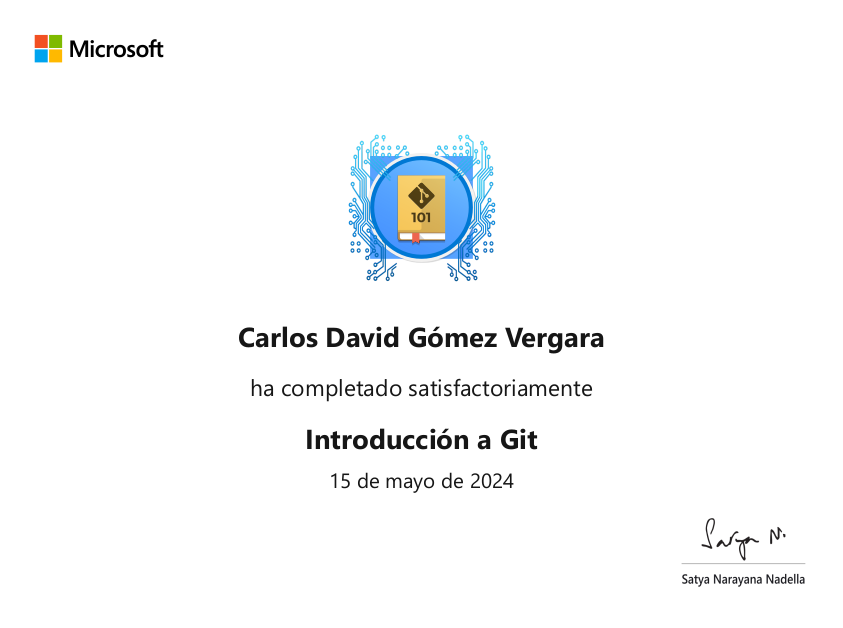 Microsoft
101
Carlos David Gómez Vergara
ha completado satisfactoriamente
Introducción a Git
15 de mayo de 2024
Satya N.
Satya Narayana Nadella